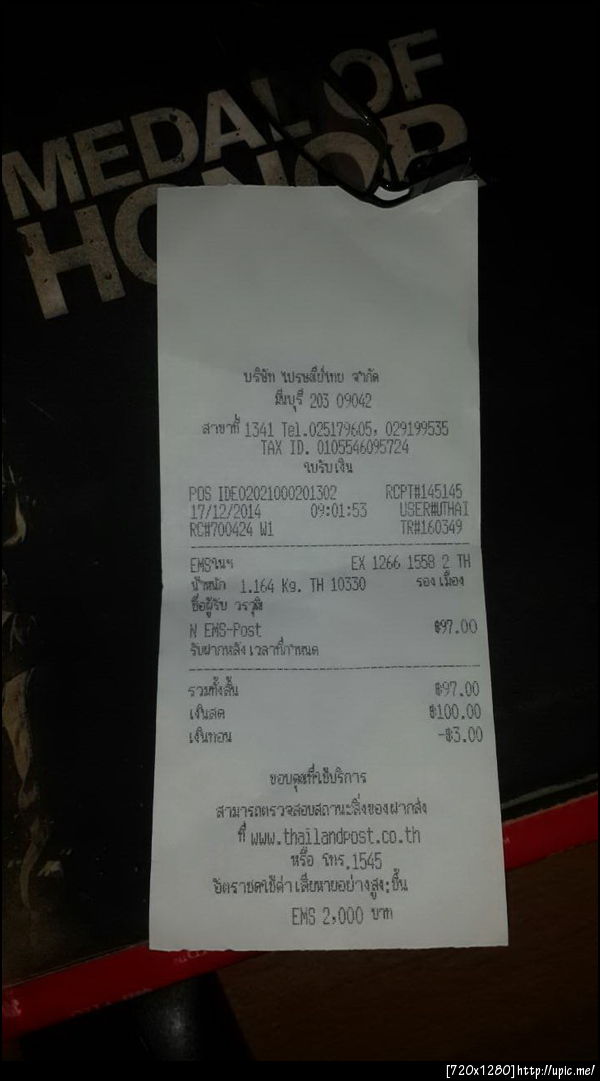 MEDAL OF
HONOR
บริษัท ไปรษณีย์ไทย จำกัด
มีนบุรี 203 09042
สาขาที่ 1341 Tel.025179605, 029199535
TAX ID. 0105546095724
ใบรับเงิน
POS IDE02021000201302 RCPT#145145
17/12/2014 09:01:53 USER#UTHAI
RC#700424 W1 TR#160349
EMSในฯ EX 1266 1558 2 TH
น้ำหนัก 1.164 Kg. TH 10330 รองเมือง
ชื่อผู้รับ วรวุฒิ
N EMS-Post ฿97.00
รับฝากหลังเวลาที่กำหนด
รวมทั้งสิ้น ฿97.00
เงินสด ฿100.00
เงินทอน -฿3.00
ขอบคุณที่ใช้บริการ
สามารถตรวจสอบสถานะสิ่งของฝากส่ง
ที่ www.thailandpost.co.th
หรือ โทร.1545
อัตราชดใช้ค่าเสียหายอย่างสูง:ชิ้น
EMS 2,000 บาท
[720x1280]http://upic.me/